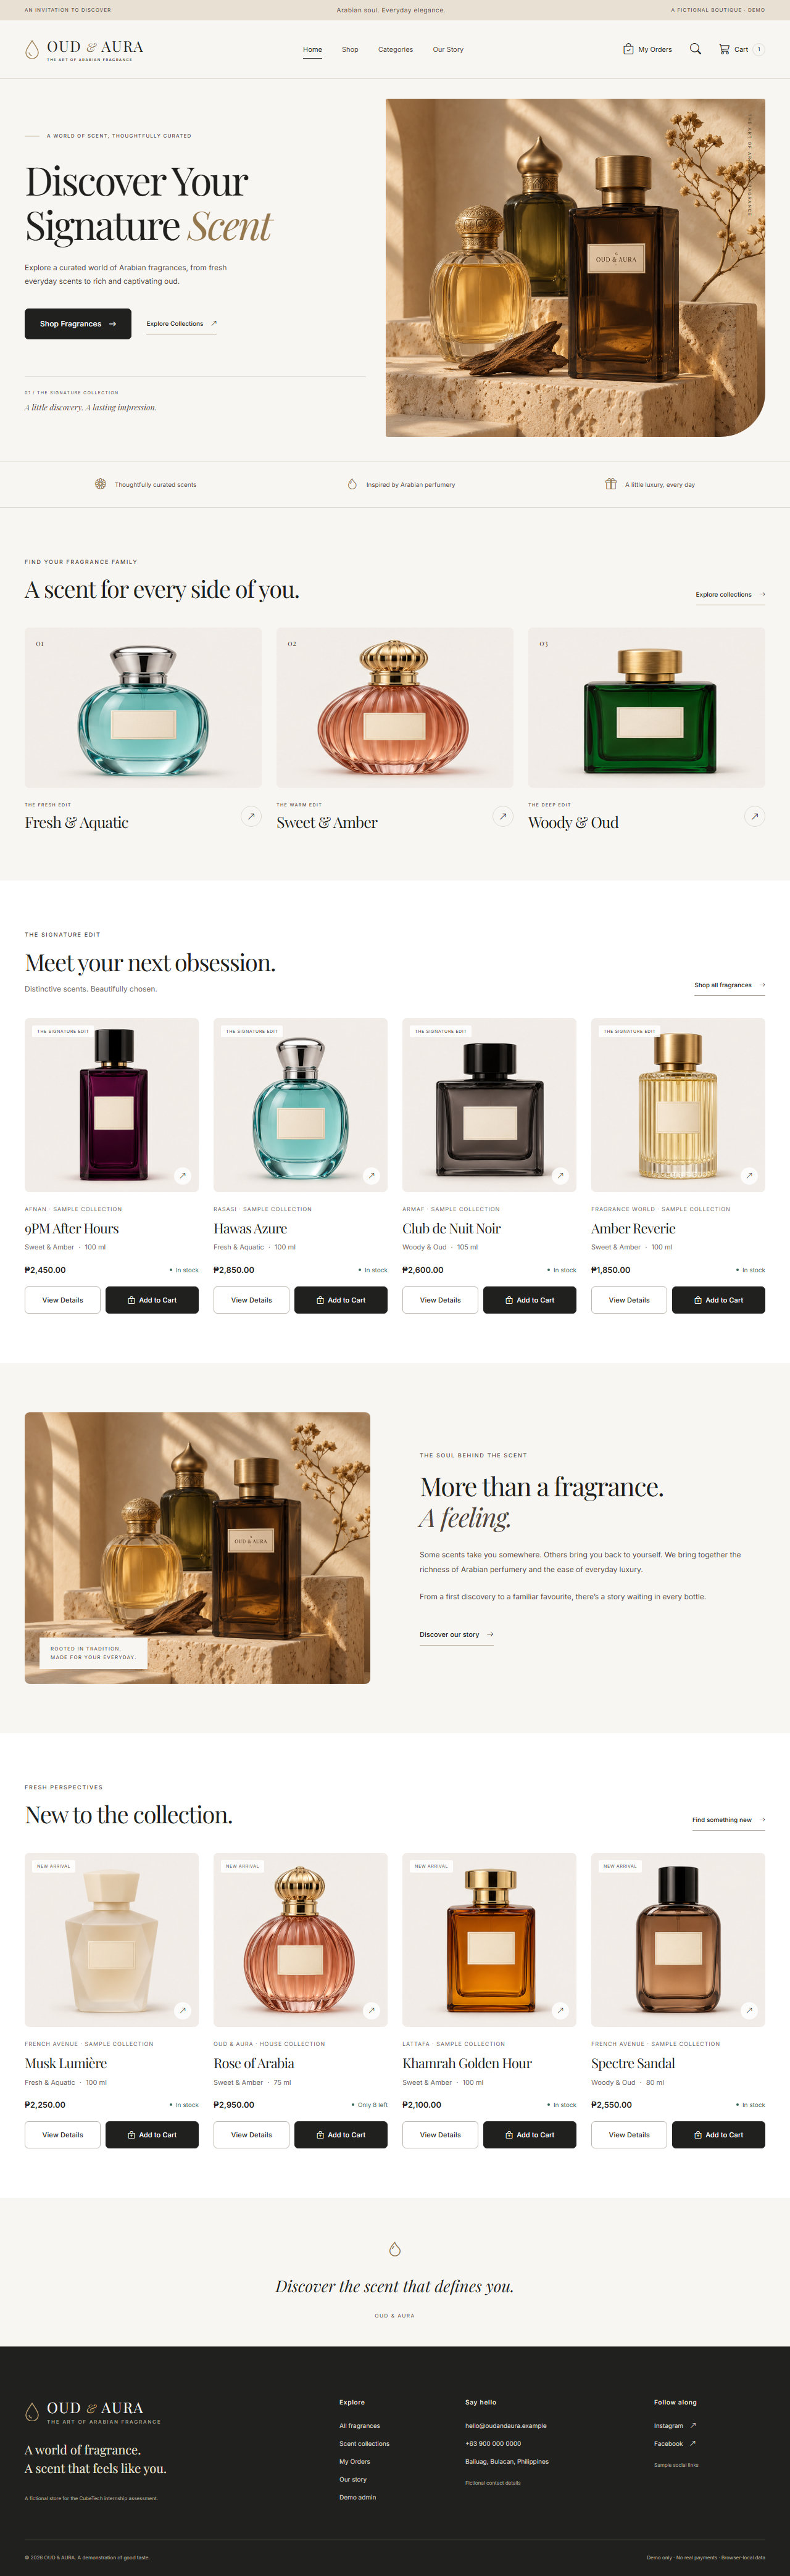 AN INVITATION TO DISCOVER
Arabian soul. Everyday elegance.
A FICTIONAL BOUTIQUE · DEMO
OUD & AURA
THE ART OF ARABIAN FRAGRANCE
Home
Shop
Categories
Our Story
My Orders
Cart 1
A WORLD OF SCENT, THOUGHTFULLY CURATED
Discover Your
Signature Scent
Explore a curated world of Arabian fragrances, from fresh
everyday scents to rich and captivating oud.
Shop Fragrances →
Explore Collections ↗
01 / THE SIGNATURE COLLECTION
A little discovery. A lasting impression.
OUD & AURA
Thoughtfully curated scents
Inspired by Arabian perfumery
A little luxury, every day
FIND YOUR FRAGRANCE FAMILY
A scent for every side of you.
Explore collections →
01
02
03
THE FRESH EDIT
Fresh & Aquatic
THE WARM EDIT
Sweet & Amber
THE DEEP EDIT
Woody & Oud
THE SIGNATURE EDIT
Meet your next obsession.
Distinctive scents. Beautifully chosen.
Shop all fragrances →
THE SIGNATURE EDIT
AFNAN · SAMPLE COLLECTION
9PM After Hours
Sweet & Amber · 100 ml
₱2,450.00
• In stock
View Details
Add to Cart
THE SIGNATURE EDIT
RASASI · SAMPLE COLLECTION
Hawas Azure
Fresh & Aquatic · 100 ml
₱2,850.00
• In stock
View Details
Add to Cart
THE SIGNATURE EDIT
ARMAF · SAMPLE COLLECTION
Club de Nuit Noir
Woody & Oud · 105 ml
₱2,600.00
• In stock
View Details
Add to Cart
THE SIGNATURE EDIT
FRAGRANCE WORLD · SAMPLE COLLECTION
Amber Reverie
Sweet & Amber · 100 ml
₱1,850.00
• In stock
View Details
Add to Cart
OUD & AURA
ROOTED IN TRADITION.
MADE FOR YOUR EVERYDAY.
THE SOUL BEHIND THE SCENT
More than a fragrance.
A feeling.
Some scents take you somewhere. Others bring you back to yourself. We bring together the
richness of Arabian perfumery and the ease of everyday luxury.
From a first discovery to a familiar favourite, there's a story waiting in every bottle.
Discover our story →
FRESH PERSPECTIVES
New to the collection.
Find something new →
NEW ARRIVAL
FRENCH AVENUE · SAMPLE COLLECTION
Musk Lumière
Fresh & Aquatic · 100 ml
₱2,250.00
• In stock
View Details
Add to Cart
NEW ARRIVAL
OUD & AURA · HOUSE COLLECTION
Rose of Arabia
Sweet & Amber · 75 ml
₱2,950.00
• Only 8 left
View Details
Add to Cart
NEW ARRIVAL
LATTAFA · SAMPLE COLLECTION
Khamrah Golden Hour
Sweet & Amber · 100 ml
₱2,100.00
• In stock
View Details
Add to Cart
NEW ARRIVAL
FRENCH AVENUE · SAMPLE COLLECTION
Spectre Sandal
Woody & Oud · 80 ml
₱2,550.00
• In stock
View Details
Add to Cart
Discover the scent that defines you.
OUD & AURA
OUD & AURA
THE ART OF ARABIAN FRAGRANCE
A world of fragrance.
A scent that feels like you.
A fictional store for the CubeTech internship assessment.
Explore
All fragrances
Scent collections
My Orders
Our story
Demo admin
Say hello
hello@oudandaura.example
+63 900 000 0000
Baliuag, Bulacan, Philippines
Fictional contact details
Follow along
Instagram ↗
Facebook ↗
Sample social links
© 2026 OUD & AURA. A demonstration of good taste.
Demo only · No real payments · Browser-local data